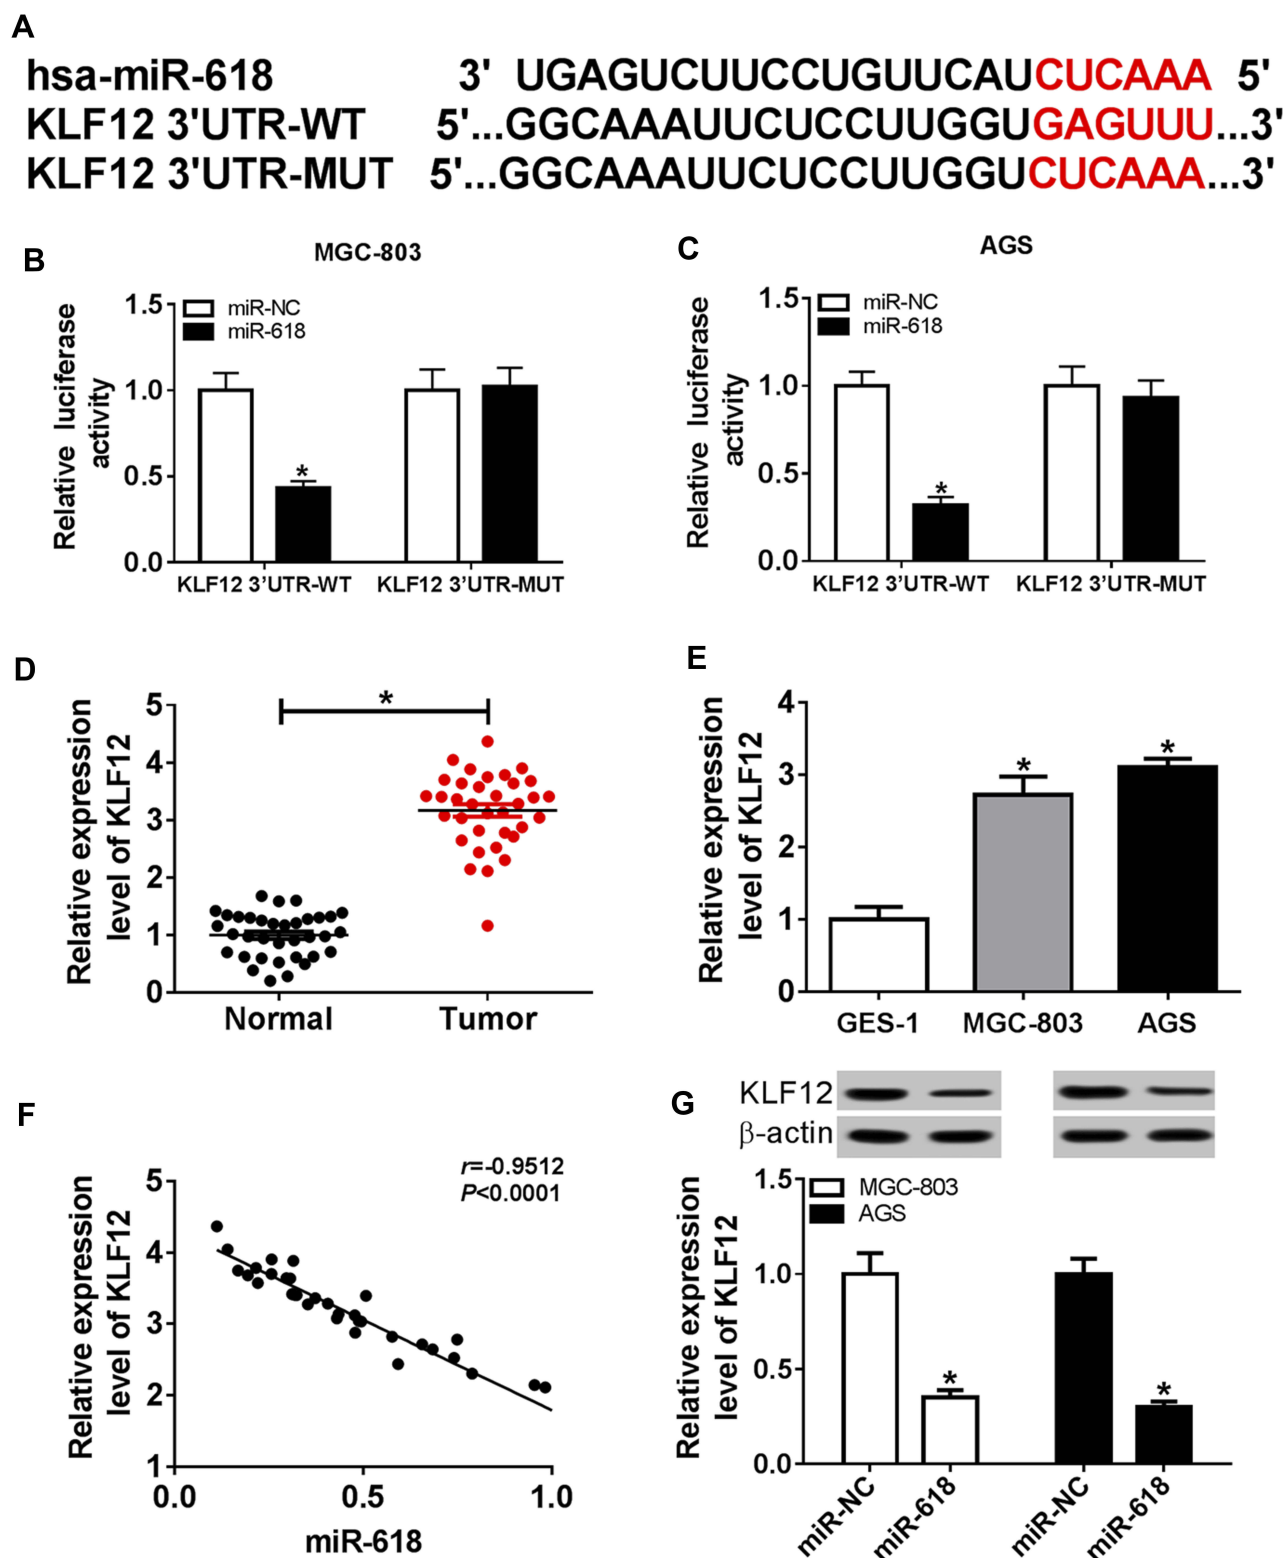 A
hsa-miR-618 3' UGAGUCUUCCUGUUCAUCUCAAA 5'
KLF12 3'UTR-WT 5'...GGCAAAUUCUCCUUGGUGAGUUU...3'
KLF12 3'UTR-MUT 5'...GGCAAAUUCUCCUUGGUCUCAAA...3'
B
MGC-803
Relative luciferase
activity
1.5
1.0
0.5
0.0
miR-NC
miR-618
*
KLF12 3'UTR-WT
KLF12 3'UTR-MUT
C
AGS
Relative luciferase
activity
1.5
1.0
0.5
0.0
miR-NC
miR-618
*
KLF12 3'UTR-WT
KLF12 3'UTR-MUT
D
Relative expression
level of KLF12
5
4
3
2
1
0
*
Normal
Tumor
E
Relative expression
level of KLF12
4
3
2
1
0
*
*
GES-1
MGC-803
AGS
F
Relative expression
level of KLF12
5
4
3
2
1
r=-0.9512
P<0.0001
0.0
0.5
1.0
miR-618
G
KLF12
β-actin
Relative expression
level of KLF12
1.5
1.0
0.5
0.0
MGC-803
AGS
*
*
miR-NC
miR-618
miR-NC
miR-618